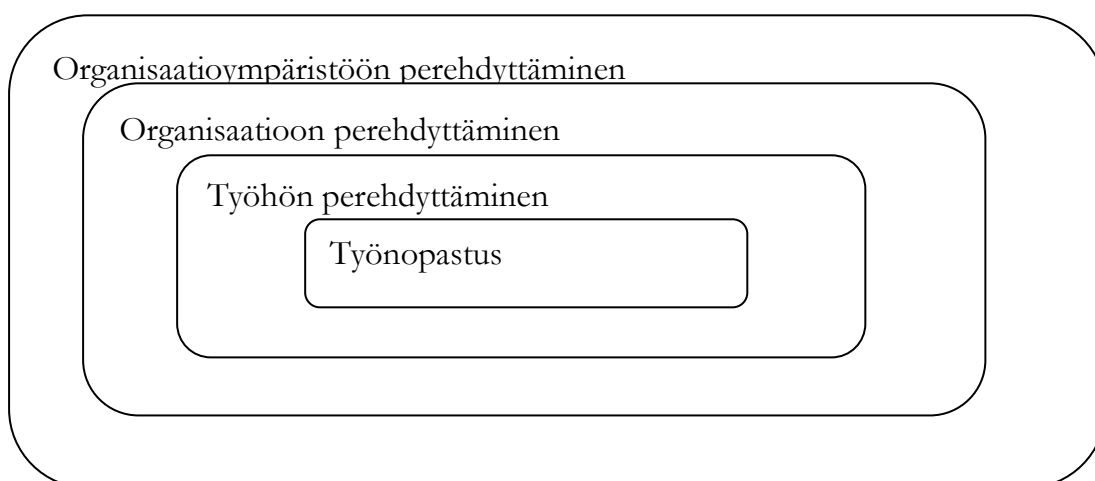 Organisaatioympäristöön perehdyttäminen
Organisaatioon perehdyttäminen
Työhön perehdyttäminen
Työnopastus